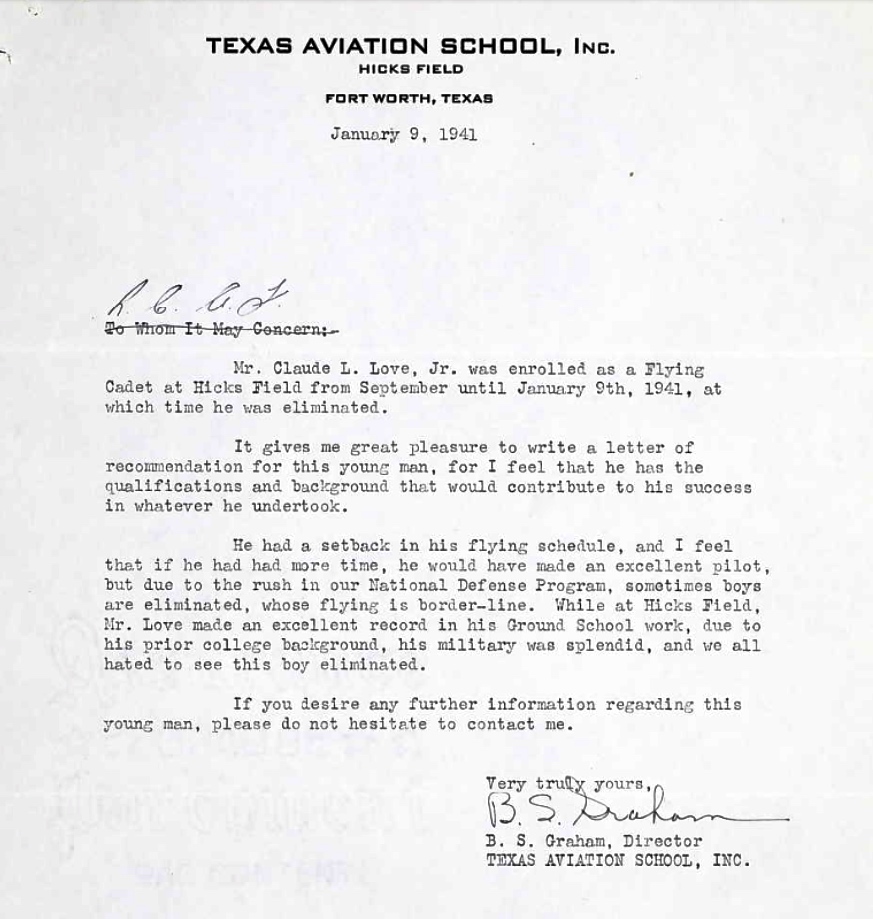 TEXAS AVIATION SCHOOL, INC.
HICKS FIELD
FORT WORTH, TEXAS
January 9, 1941
R. C. A. F.
To Whom It May Concern:-
Mr. Claude L. Love, Jr. was enrolled as a Flying
Cadet at Hicks Field from September until January 9th, 1941, at
which time he was eliminated.
It gives me great pleasure to write a letter of
recommendation for this young man, for I feel that he has the
qualifications and background that would contribute to his success
in whatever he undertook.
He had a setback in his flying schedule, and I feel
that if he had had more time, he would have made an excellent pilot,
but due to the rush in our National Defense Program, sometimes boys
are eliminated, whose flying is border-line. While at Hicks Field,
Mr. Love made an excellent record in his Ground School work, due to
his prior college background, his military was splendid, and we all
hated to see this boy eliminated.
If you desire any further information regarding this
young man, please do not hesitate to contact me.
Very truly yours,
B. S. Graham
B. S. Graham, Director
TEXAS AVIATION SCHOOL, INC.